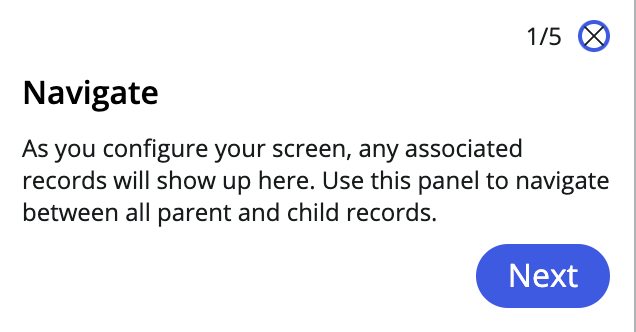 1/5
Navigate
As you configure your screen, any associated
records will show up here. Use this panel to navigate
between all parent and child records.
Next